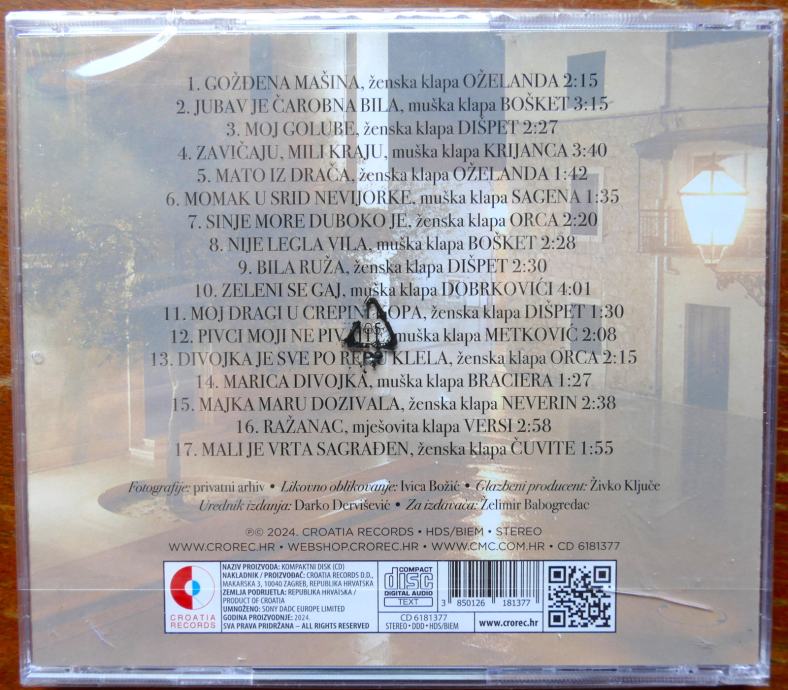 1. GOŽĐENA MAŠINA, ženska klapa OŽELANDA 2:15
2. JUBAV JE ČAROBNA BILA, muška klapa BOŠKET 3:15
3. MOJ GOLUBE, ženska klapa DIŠPET 2:27
4. ZAVIČAJU, MILI KRAJU, muška klapa KRIJANCA 3:40
5. MATO IZ DRAČA, ženska klapa OŽELANDA 1:42
6. MOMAK U SRID NEVIJORKE, muška klapa SAGENA 1:35
7. SINJE MORE DUBOKO JE, ženska klapa ORCA 2:20
8. NIJE LEGLA VILA, muška klapa BOŠKET 2:28
9. BILA RUŽA, ženska klapa DIŠPET 2:30
10. ZELENI SE GAJ, muška klapa DOBRKOVIĆI 4:01
11. MOJ DRAGI U CREPINI KOPA, ženska klapa DIŠPET 1:30
12. PIVCI MOJI NE muška klapa METKOVIĆ 2:08
13. DIVOJKA JE SVE PO REDU KLELA, ženska klapa ORCA 2:15
14. MARICA DIVOJKA, muška klapa BRACIERA 1:27
15. MAJKA MARU DOZIVALA, ženska klapa NEVERIN 2:38
16. RAŽANAC, mješovita klapa VERSI 2:58
17. MALI JE VRTA SAGRAĐEN, ženska klapa ČUVITE 1:55
Fotografije: privatni arhiv • Likovno oblikovanje: Ivica Božić • Glazbeni producent: Živko Ključe
Urednik izdanja: Darko Dervišević • Za izdavača: Želimir Babogredac
℗© 2024. CROATIA RECORDS • HDS/BIEM • STEREO
WWW.CROREC.HR • WEBSHOP.CROREC.HR • WWW.CMC.COM.HR • CD 6181377
CROATIA
RECORDS
NAZIV PROIZVODA: KOMPAKTNI DISK (CD)
NAKLADNIK / PROIZVOĐAČ: CROATIA RECORDS D.D.,
MAKARSKA 3, 10040 ZAGREB, REPUBLIKA HRVATSKA
ZEMLJA PODRIJETLA: REPUBLIKA HRVATSKA /
PRODUCT OF CROATIA
UMNOŽENO: SONY DADC EUROPE LIMITED
GODINA PROIZVODNJE: 2024.
SVA PRAVA PRIDRŽANA – ALL RIGHTS RESERVED
COMPACT
disc
DIGITAL AUDIO
TEXT
3 850126 181377
CD 6181377
STEREO • DDD • HDS/BIEM
www.crorec.hr